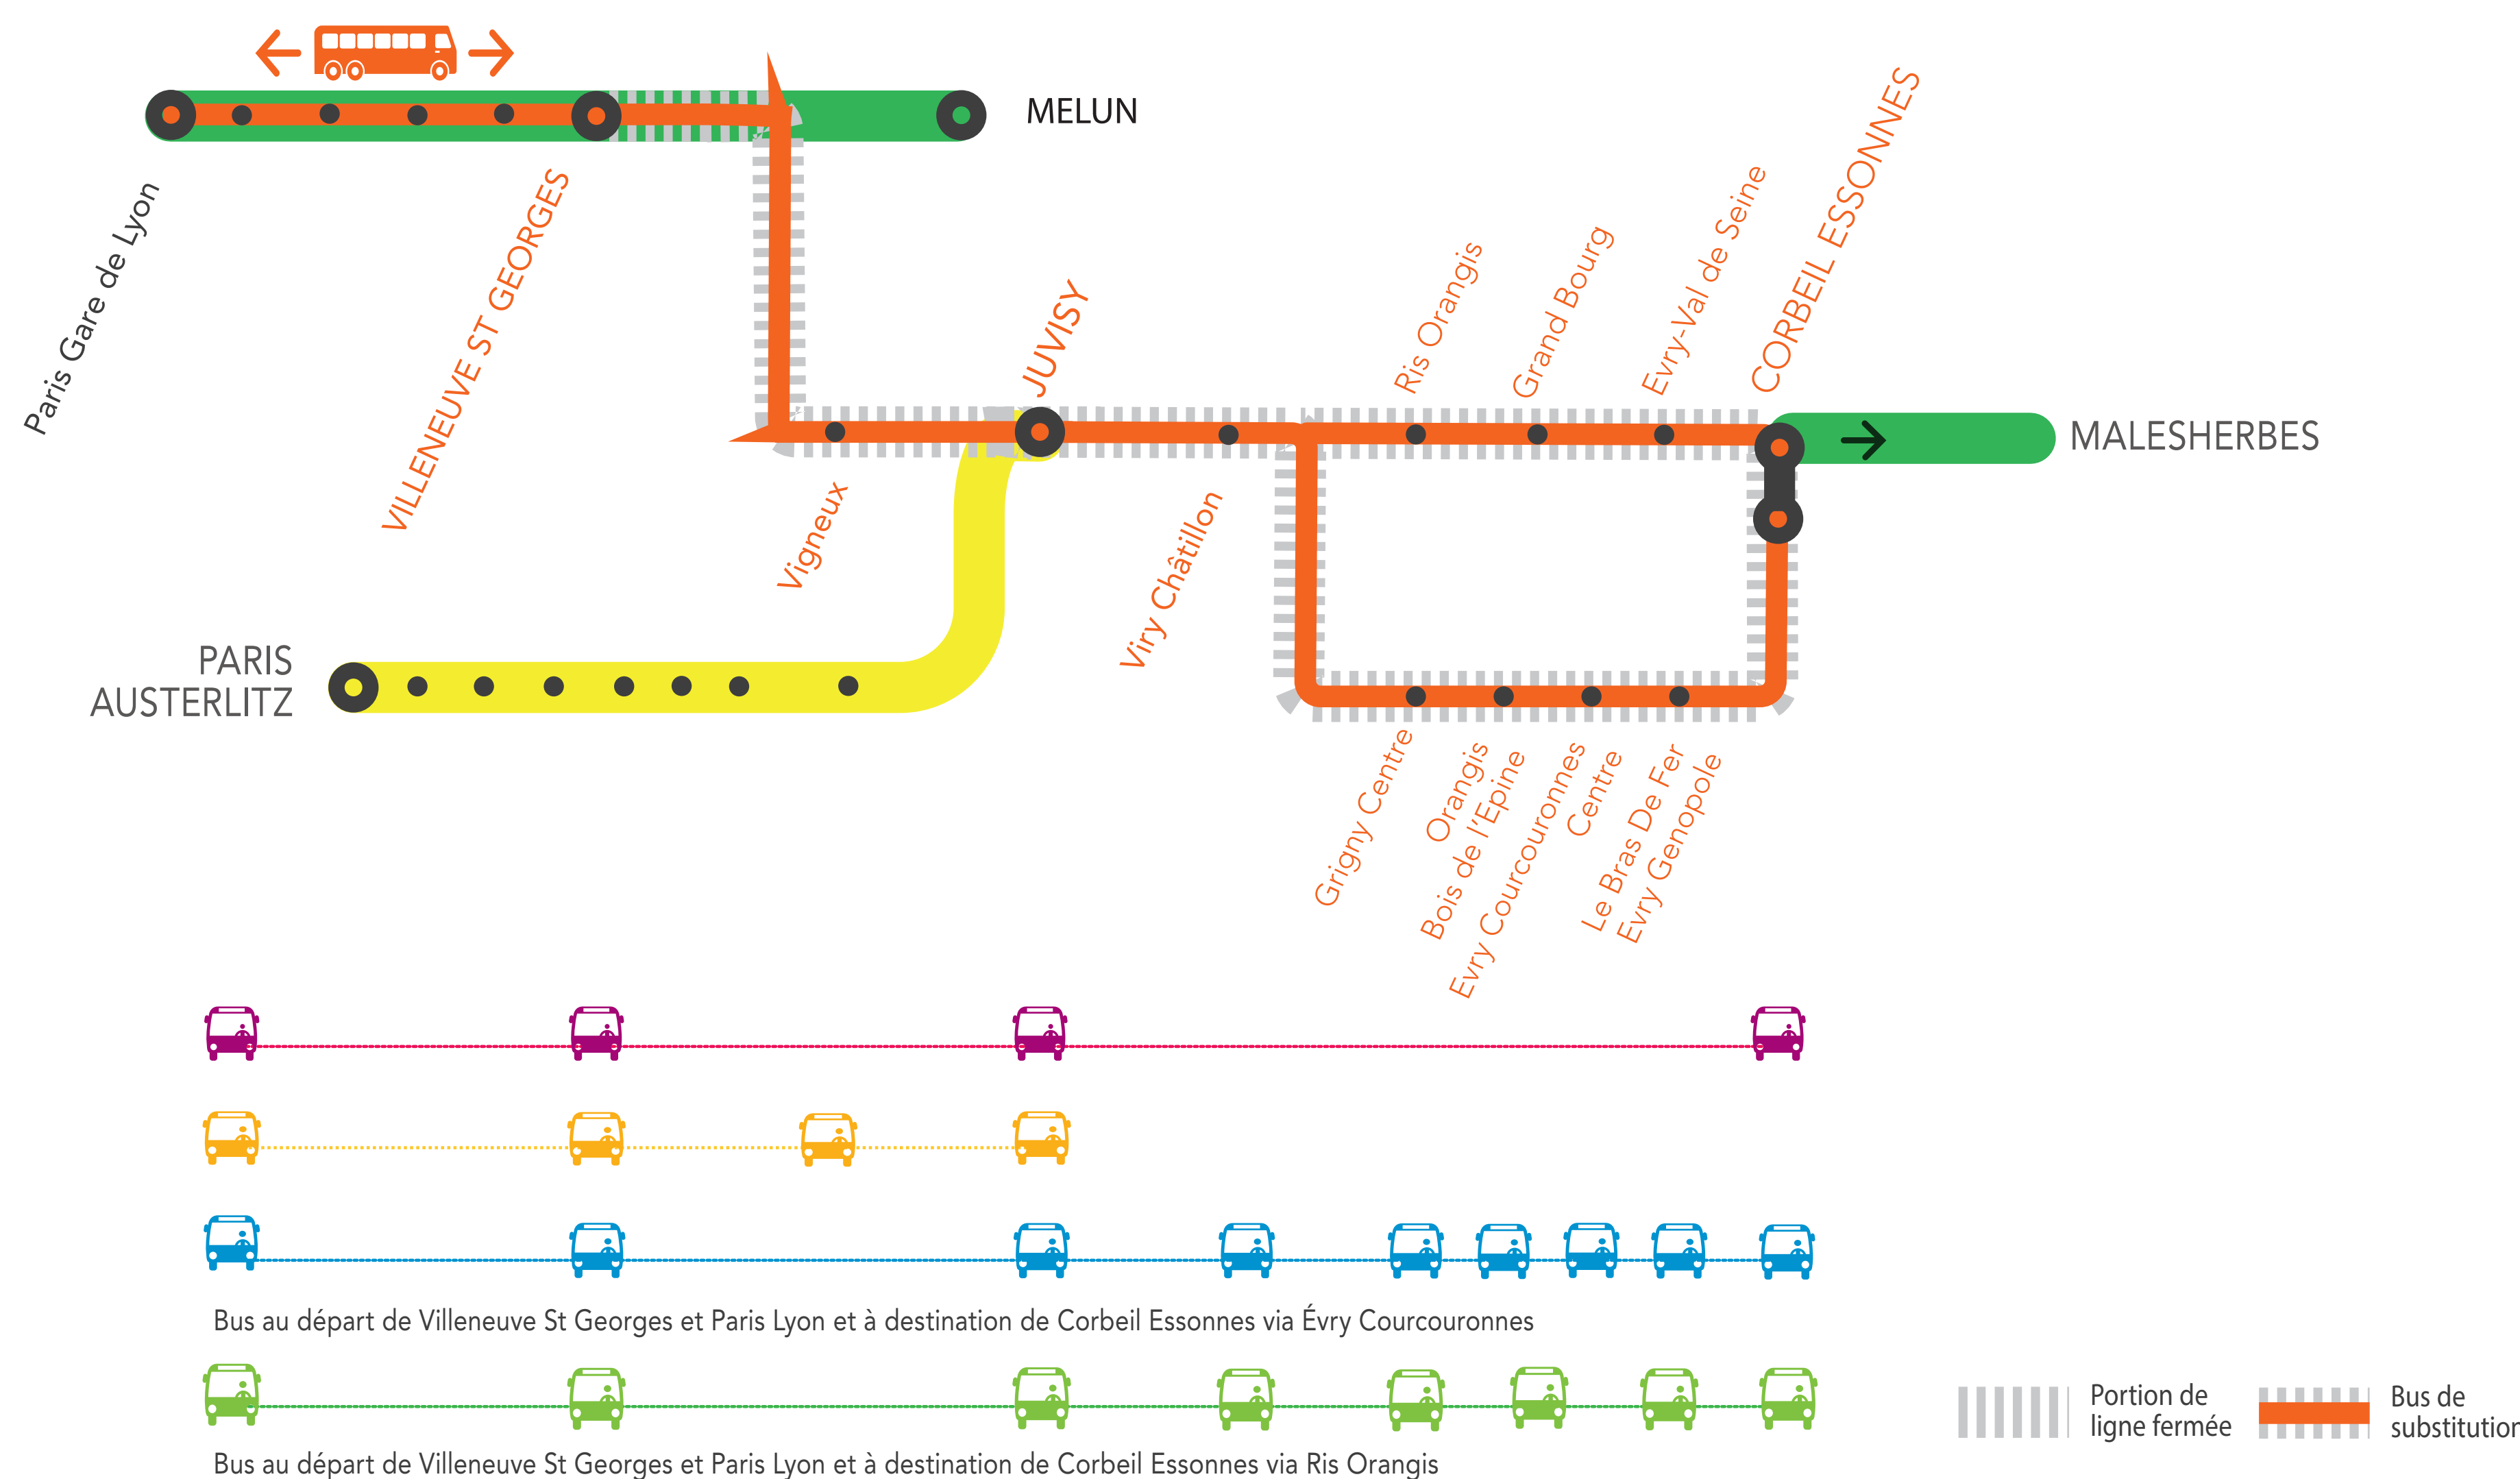 MELUN
Paris Gare de Lyon
VILLENEUVE ST GEORGES
JUVISY
Ris Orangis
Grand Bourg
Evry-Val de Seine
CORBEIL ESSONNES
MALESHERBES
Vigneux
Viry Châtillon
PARIS
AUSTERLITZ
Grigny Centre
Orangis
Bois de l'Epine
Evry Courcouronnes
Centre
Le Bras De Fer
Evry Genopole
Bus au départ de Villeneuve St Georges et Paris Lyon et à destination de Corbeil Essonnes via Évry Courcouronnes
Portion de
ligne fermée
Bus de
substitution
Bus au départ de Villeneuve St Georges et Paris Lyon et à destination de Corbeil Essonnes via Ris Orangis